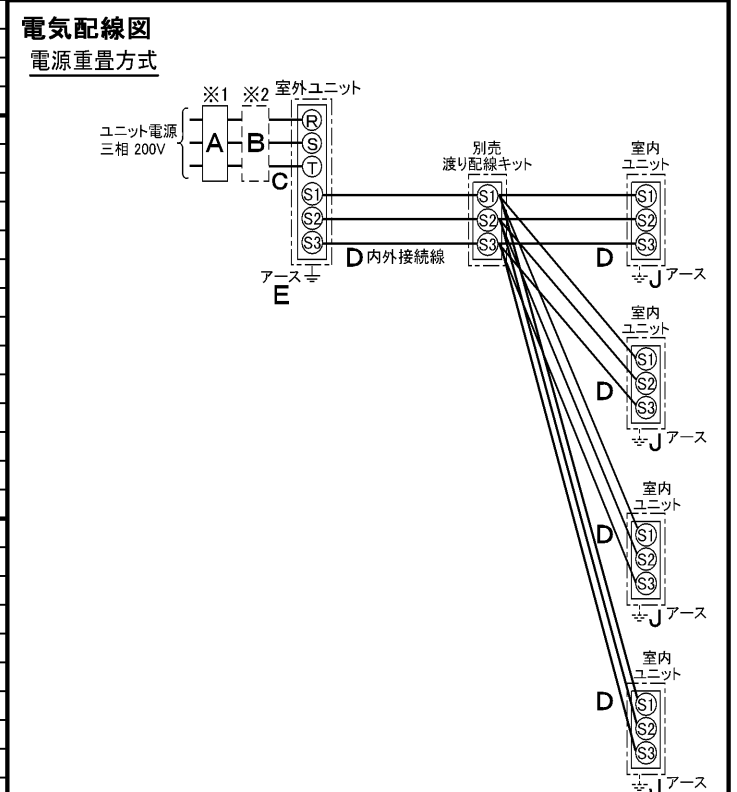 電気配線図
電源重畳方式
※1 ※2 室外ユニット
ユニット電源
三相 200V
A B
C
R
S
T
S1
S2
S3
アース
E
D 内外接続線
別売
渡り配線キット
S1
S2
S3
室内
ユニット
S1
S2
S3
D
J アース
室内
ユニット
S1
S2
S3
D
J アース
室内
ユニット
S1
S2
S3
D
J アース
室内
ユニット
S1
S2
S3
D
J アース